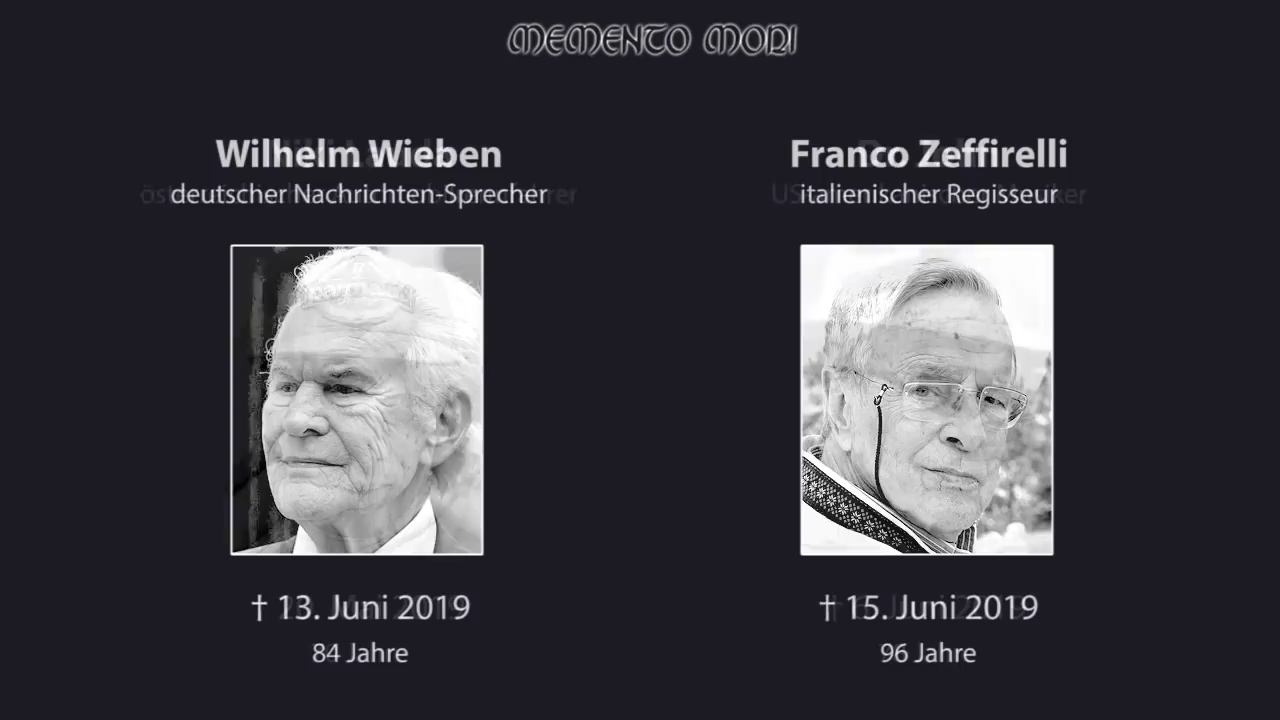 MEMENTO MORI
Wilhelm Wieben
deutscher Nachrichten-Sprecher
† 13. Juni 2019
84 Jahre
Franco Zeffirelli
italienischer Regisseur
† 15. Juni 2019
96 Jahre